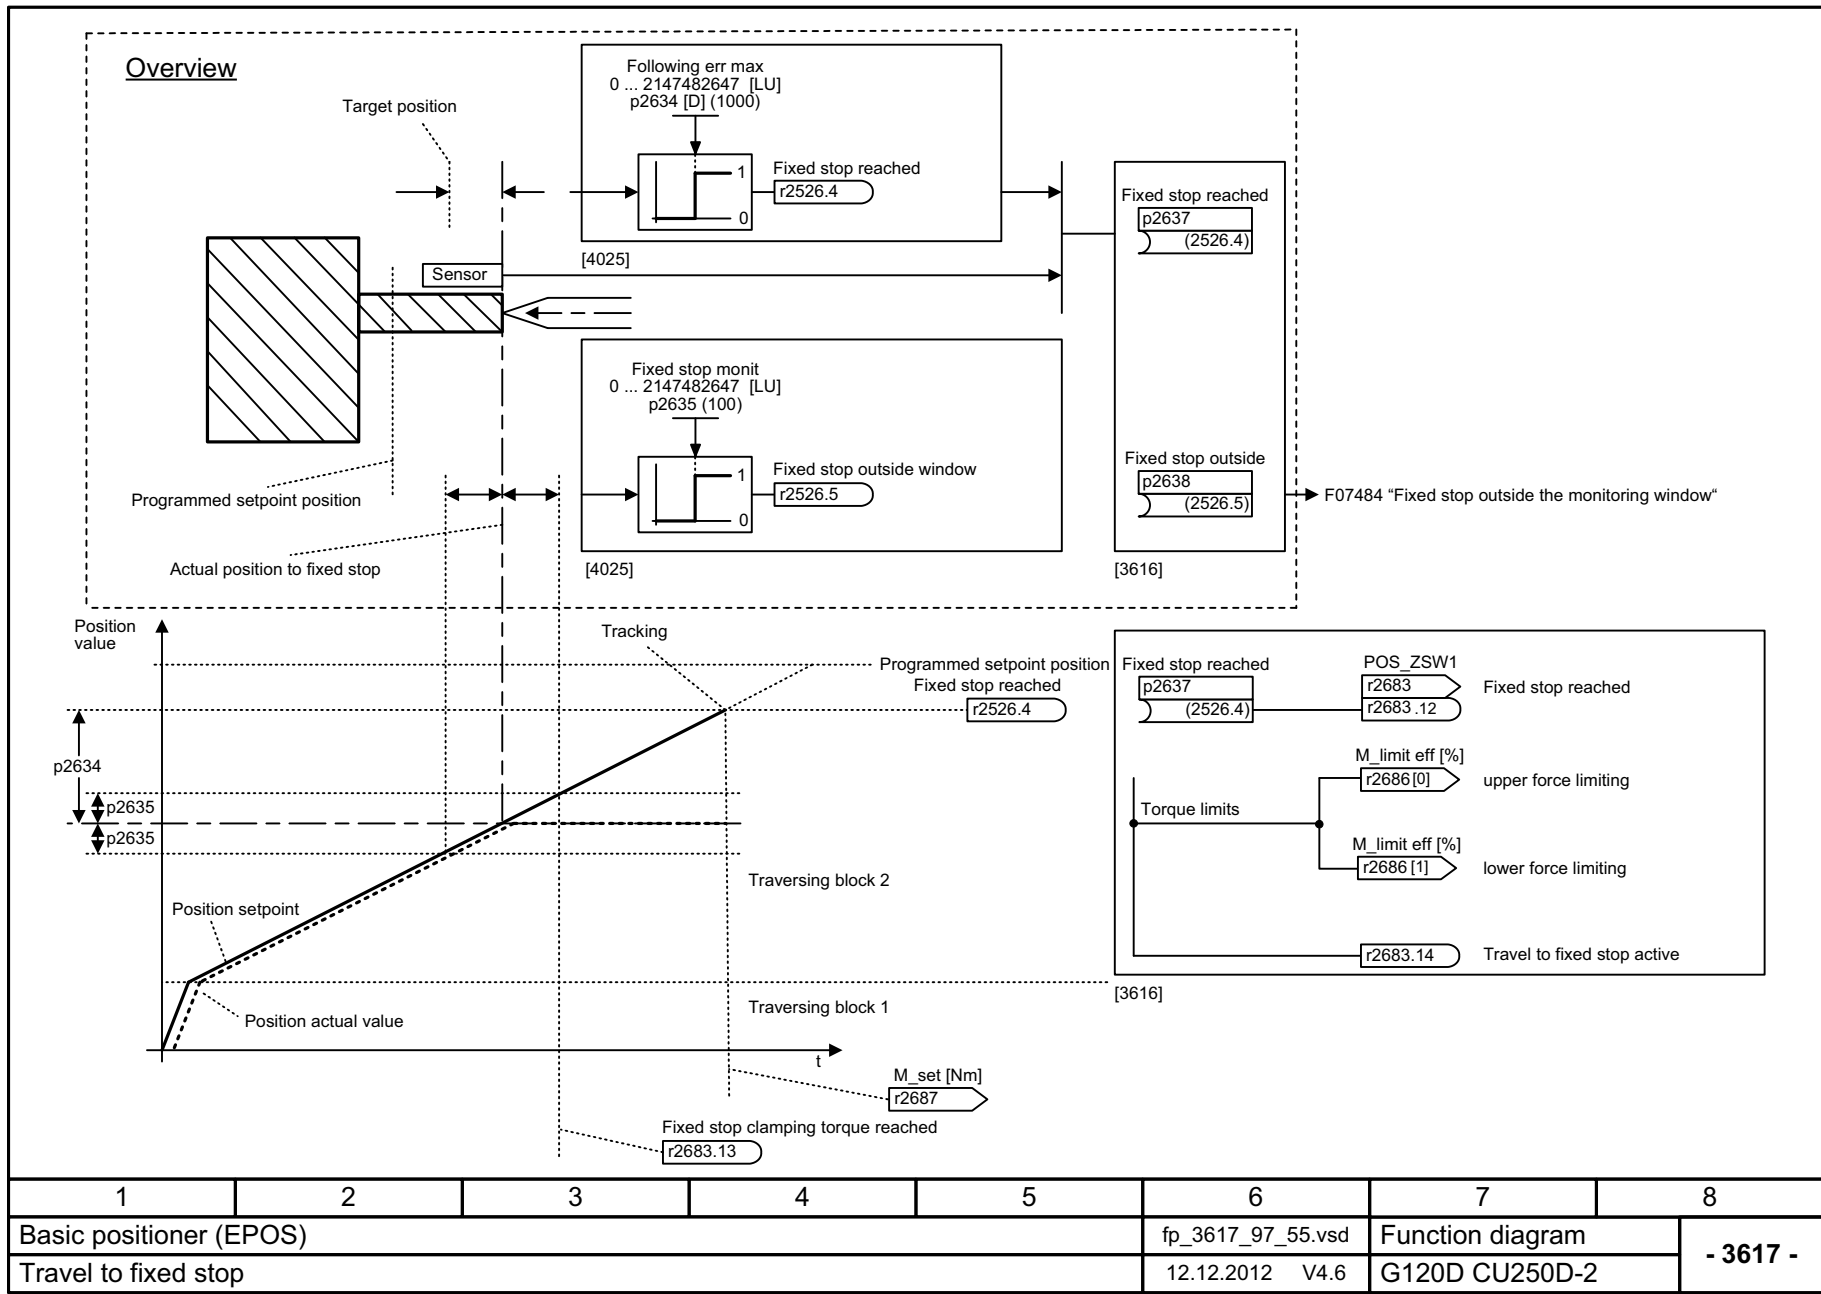 Overview
Target position
Following err max
0 ... 2147482647 [LU]
p2634 [D] (1000)
1
0
Fixed stop reached
r2526.4
[4025]
Sensor
Fixed stop reached
p2637
(2526.4)
Fixed stop monit
0 ... 2147482647 [LU]
p2635 (100)
1
0
Fixed stop outside window
r2526.5
[4025]
Fixed stop outside
p2638
(2526.5)
[3616]
F07484 “Fixed stop outside the monitoring window“
Programmed setpoint position
Actual position to fixed stop
Position
value
Tracking
Programmed setpoint position
Fixed stop reached
r2526.4
p2634
p2635
p2635
Traversing block 2
Position setpoint
Traversing block 1
Position actual value
t
M_set [Nm]
r2687
Fixed stop clamping torque reached
r2683.13
Fixed stop reached
p2637
(2526.4)
POS_ZSW1
r2683
r2683 .12
Fixed stop reached
M_limit eff [%]
r2686 [0]
upper force limiting
Torque limits
M_limit eff [%]
r2686 [1]
lower force limiting
r2683.14
Travel to fixed stop active
[3616]
1 2 3 4 5 6 7 8
Basic positioner (EPOS)
fp_3617_97_55.vsd
Function diagram
- 3617 -
Travel to fixed stop
12.12.2012 V4.6
G120D CU250D-2